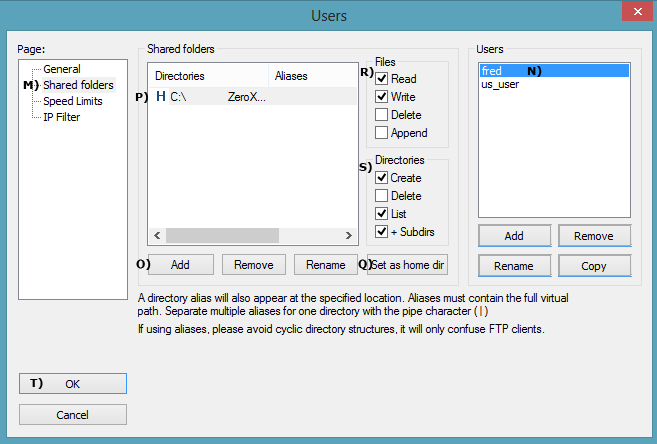 Users
Page:
General
M) Shared folders
Speed Limits
IP Filter
Shared folders
Directories Aliases
P) H C:\ ZeroX...
O) Add Remove Rename
Files
R) Read
Write
Delete
Append
Directories
S) Create
Delete
List
+ Subdirs
Q) Set as home dir
Users
fred N)
us_user
Add Remove
Rename Copy
A directory alias will also appear at the specified location. Aliases must contain the full virtual
path. Separate multiple aliases for one directory with the pipe character ( | )
If using aliases, please avoid cyclic directory structures, it will only confuse FTP clients.
T) OK
Cancel